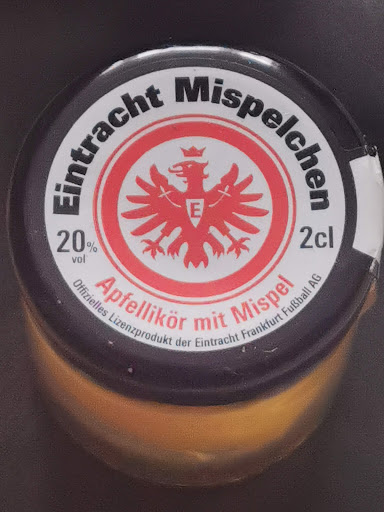 Eintracht Mispelchen
20% vol
2cl
E
Apfellikör mit Mispel
Offizielles Lizenzprodukt der Eintracht Frankfurt Fußball AG